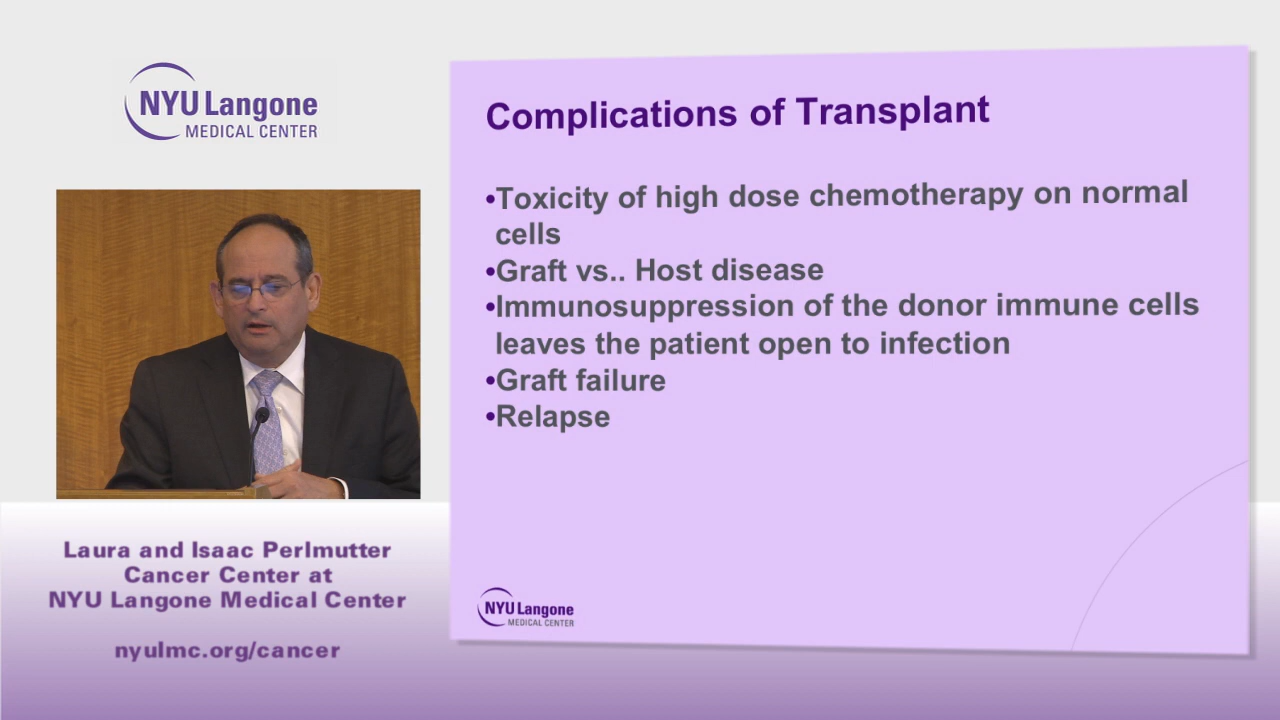 NYU Langone
MEDICAL CENTER
Complications of Transplant
•Toxicity of high dose chemotherapy on normal
cells
•Graft vs.. Host disease
•Immunosuppression of the donor immune cells
leaves the patient open to infection
•Graft failure
•Relapse
NYU Langone
MEDICAL CENTER
Laura and Isaac Perlmutter
Cancer Center at
NYU Langone Medical Center
nyulmc.org/cancer